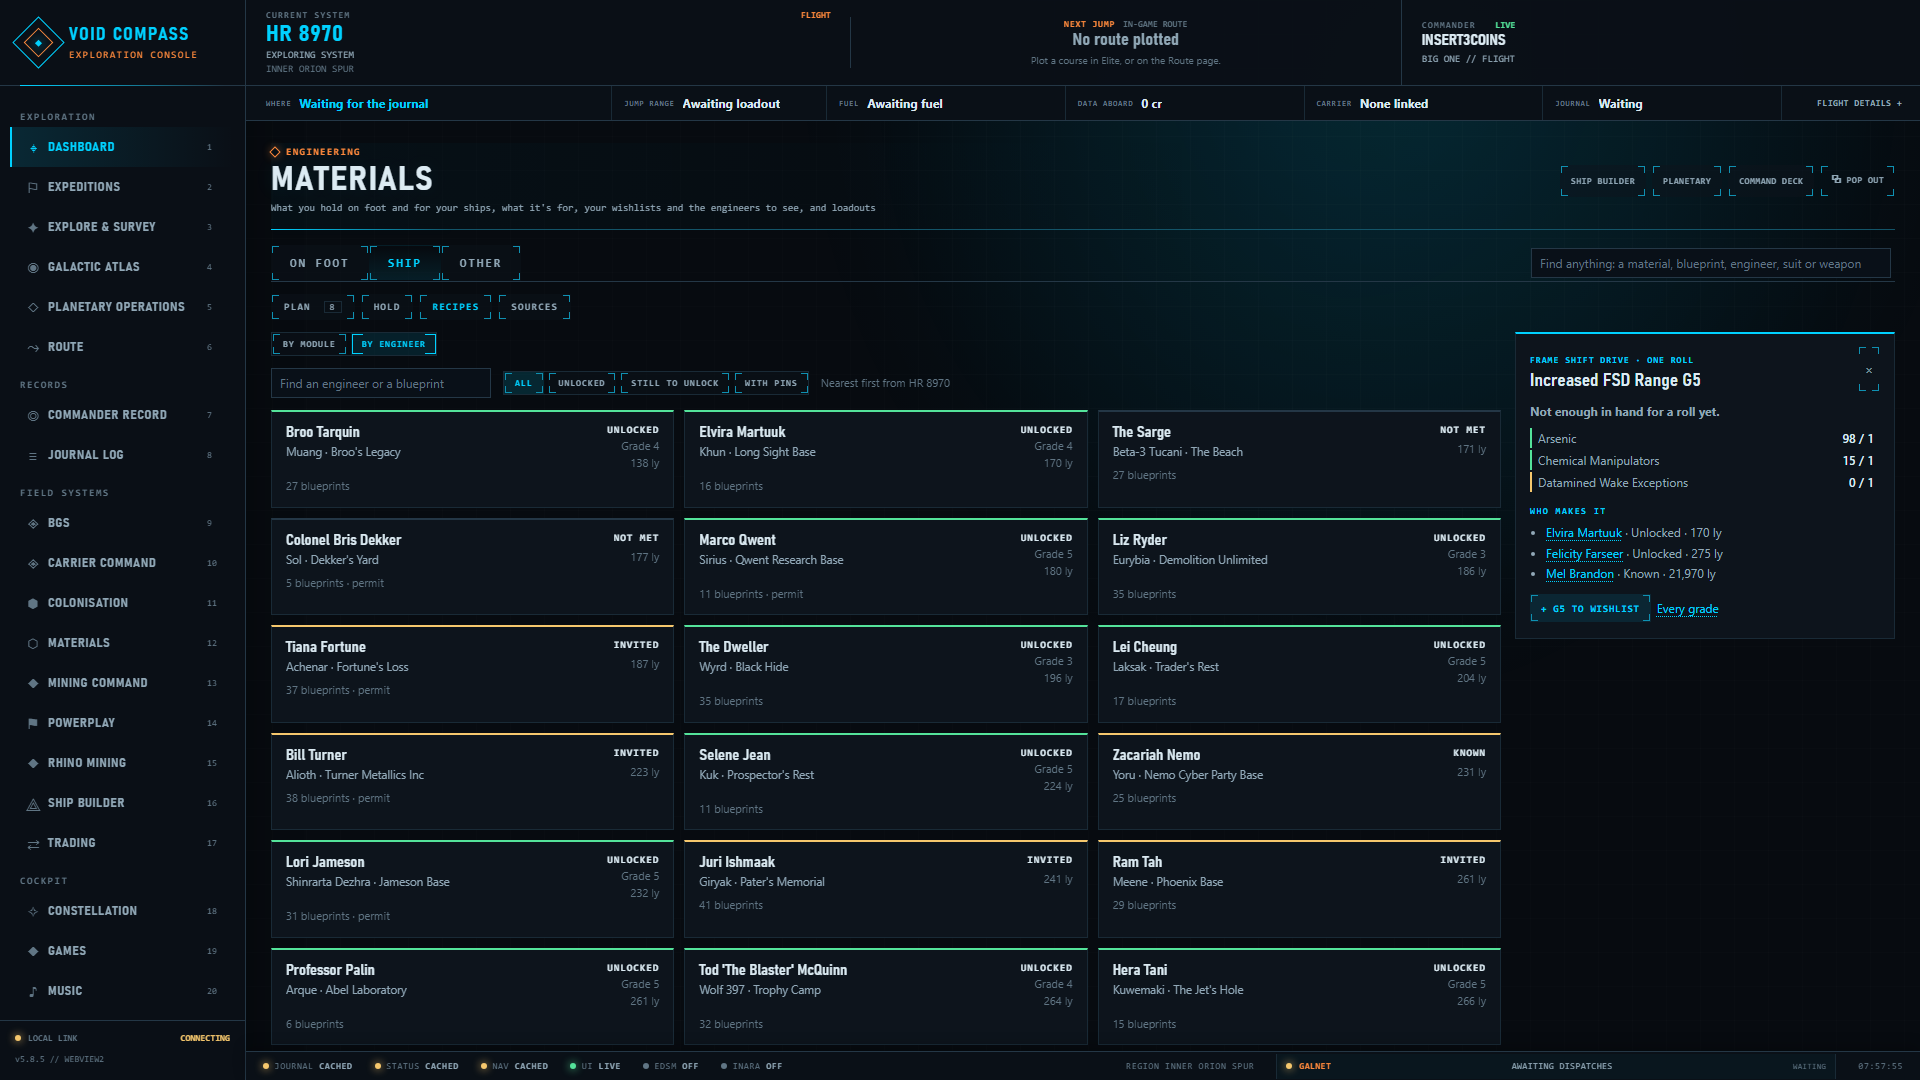 VOID COMPASS
EXPLORATION CONSOLE
CURRENT SYSTEM
HR 8970
EXPLORING SYSTEM
INNER ORION SPUR
FLIGHT
NEXT JUMP IN-GAME ROUTE
No route plotted
Plot a course in Elite, or on the Route page.
COMMANDER LIVE
INSERT3COINS
BIG ONE // FLIGHT
WHERE Waiting for the journal
JUMP RANGE Awaiting loadout
FUEL Awaiting fuel
DATA ABOARD 0 cr
CARRIER None linked
JOURNAL Waiting
FLIGHT DETAILS +
EXPLORATION
DASHBOARD 1
EXPEDITIONS 2
EXPLORE & SURVEY 3
GALACTIC ATLAS 4
PLANETARY OPERATIONS 5
ROUTE 6
RECORDS
COMMANDER RECORD 7
JOURNAL LOG 8
FIELD SYSTEMS
BGS 9
CARRIER COMMAND 10
COLONISATION 11
MATERIALS 12
MINING COMMAND 13
POWERPLAY 14
RHINO MINING 15
SHIP BUILDER 16
TRADING 17
COCKPIT
CONSTELLATION 18
GAMES 19
MUSIC 20
LOCAL LINK CONNECTING
v5.8.5 // WEBVIEW2
ENGINEERING
MATERIALS
What you hold on foot and for your ships, what it's for, your wishlists and the engineers to see, and loadouts
SHIP BUILDER
PLANETARY
COMMAND DECK
POP OUT
ON FOOT
SHIP
OTHER
Find anything: a material, blueprint, engineer, suit or weapon
PLAN 8
HOLD
RECIPES
SOURCES
BY MODULE
BY ENGINEER
Find an engineer or a blueprint
ALL
UNLOCKED
STILL TO UNLOCK
WITH PINS
Nearest first from HR 8970
Broo Tarquin UNLOCKED
Muang · Broo's Legacy Grade 4
138 ly
27 blueprints
Elvira Martuuk UNLOCKED
Khun · Long Sight Base Grade 4
170 ly
16 blueprints
The Sarge NOT MET
Beta-3 Tucani · The Beach 171 ly
27 blueprints
Colonel Bris Dekker NOT MET
Sol · Dekker's Yard 177 ly
5 blueprints · permit
Marco Qwent UNLOCKED
Sirius · Qwent Research Base Grade 5
180 ly
11 blueprints · permit
Liz Ryder UNLOCKED
Eurybia · Demolition Unlimited Grade 3
186 ly
35 blueprints
Tiana Fortune INVITED
Achenar · Fortune's Loss 187 ly
37 blueprints · permit
The Dweller UNLOCKED
Wyrd · Black Hide Grade 3
196 ly
35 blueprints
Lei Cheung UNLOCKED
Laksak · Trader's Rest Grade 5
204 ly
17 blueprints
Bill Turner INVITED
Alioth · Turner Metallics Inc 223 ly
38 blueprints · permit
Selene Jean UNLOCKED
Kuk · Prospector's Rest Grade 5
224 ly
11 blueprints
Zacariah Nemo KNOWN
Yoru · Nemo Cyber Party Base 231 ly
25 blueprints
Lori Jameson UNLOCKED
Shinrarta Dezhra · Jameson Base Grade 5
232 ly
31 blueprints · permit
Juri Ishmaak INVITED
Giryak · Pater's Memorial 241 ly
41 blueprints
Ram Tah INVITED
Meene · Phoenix Base 261 ly
29 blueprints
Professor Palin UNLOCKED
Arque · Abel Laboratory Grade 5
261 ly
6 blueprints
Tod 'The Blaster' McQuinn UNLOCKED
Wolf 397 · Trophy Camp Grade 4
264 ly
32 blueprints
Hera Tani UNLOCKED
Kuwemaki · The Jet's Hole Grade 5
266 ly
15 blueprints
FRAME SHIFT DRIVE · ONE ROLL
Increased FSD Range G5
×
Not enough in hand for a roll yet.
Arsenic 98 / 1
Chemical Manipulators 15 / 1
Datamined Wake Exceptions 0 / 1
WHO MAKES IT
• Elvira Martuuk · Unlocked · 170 ly
• Felicity Farseer · Unlocked · 275 ly
• Mel Brandon · Known · 21,970 ly
+ G5 TO WISHLIST Every grade
JOURNAL CACHED
STATUS CACHED
NAV CACHED
UI LIVE
EDSM OFF
INARA OFF
REGION INNER ORION SPUR
GALNET
AWAITING DISPATCHES
WAITING
07:57:55